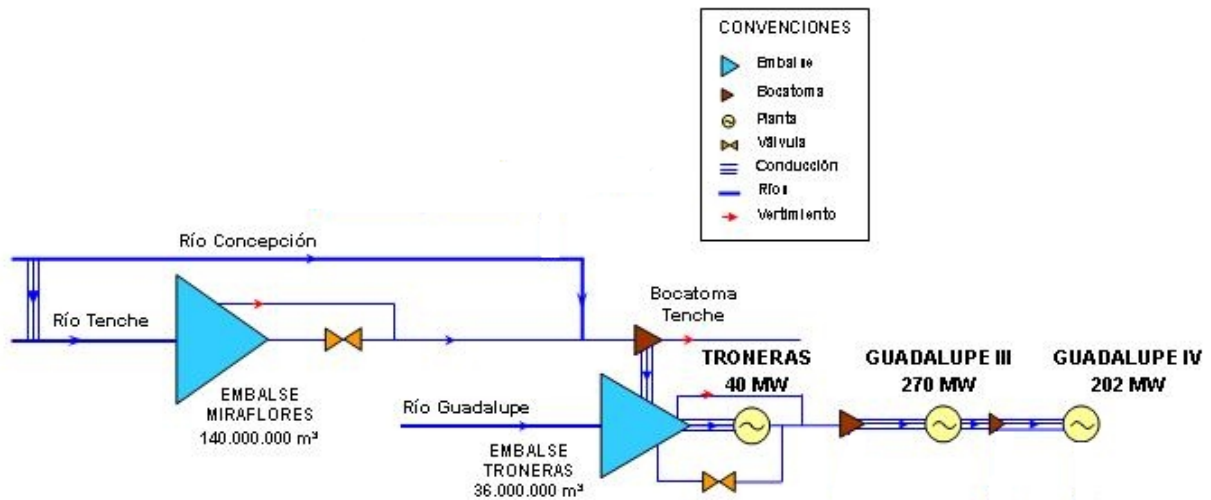 CONVENCIONES
Embalse
Bocatoma
Planta
Válvula
Conducción
Ríos
Vertimiento
Río Concepción
Río Tenche
EMBALSE
MIRAFLORES
140.000.000 m³
Bocatoma
Tenche
TRONERAS
40 MW
GUADALUPE III
270 MW
GUADALUPE IV
202 MW
Río Guadalupe
EMBALSE
TRONERAS
36.000.000 m³